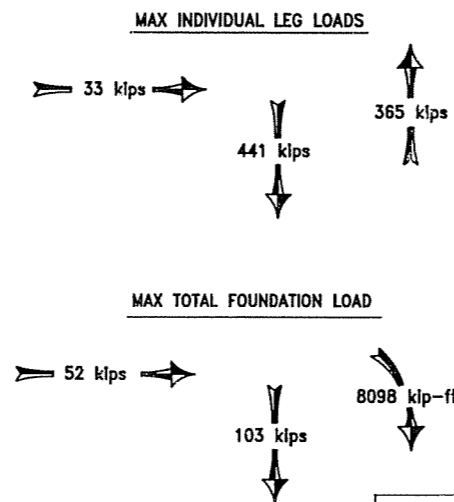 MAX INDIVIDUAL LEG LOADS
33 kips
365 kips
441 kips
MAX TOTAL FOUNDATION LOAD
52 kips
8098 kip-f
103 kips